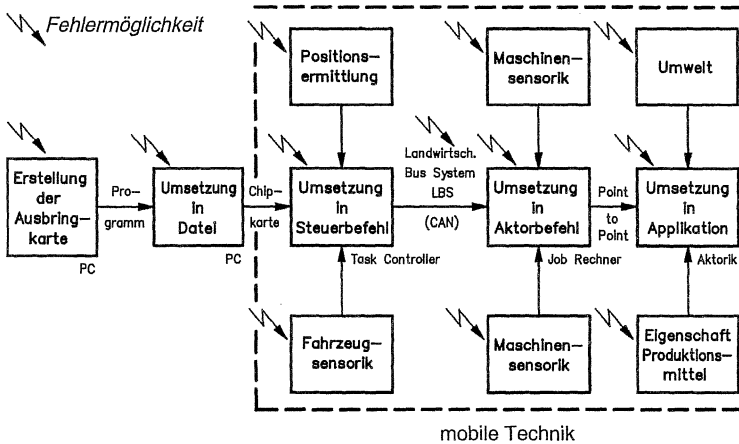 Fehlermöglichkeit
Positions-
ermittlung
Maschinen-
sensorik
Umwelt
Erstellung
der
Ausbring-
karte
PC
Pro-
gramm
Umsetzung
in
Datei
PC
Chip-
karte
Umsetzung
in
Steuerbefehl
Task Controller
Landwirtsch.
Bus System
LBS
(CAN)
Umsetzung
in
Aktorbefehl
Job Rechner
Point
to
Point
Umsetzung
in
Applikation
Aktorik
Fahrzeug-
sensorik
Maschinen-
sensorik
Eigenschaft
Produktions-
mittel
mobile Technik